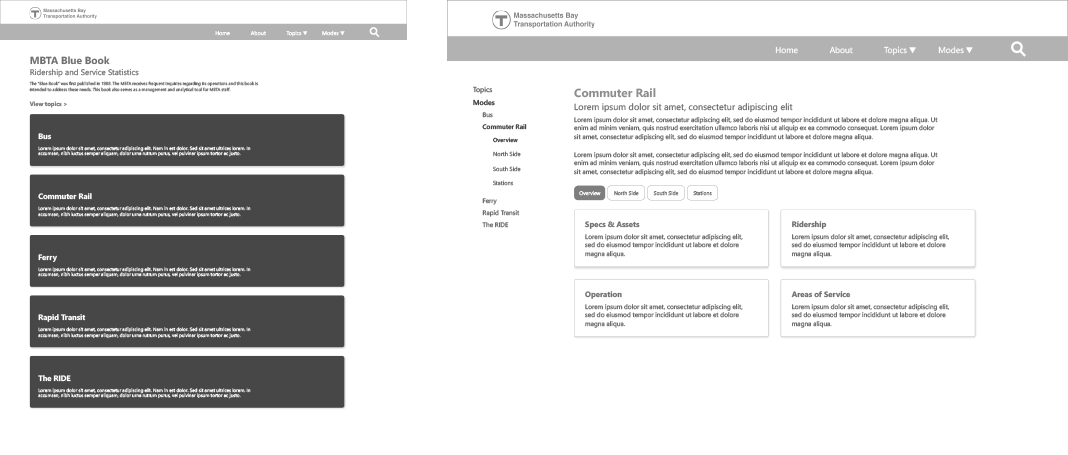 Massachusetts Bay
Transportation Authority
Home About Topics ▼ Modes ▼
MBTA Blue Book
Ridership and Service Statistics
The "Blue Book" was first published in 1988. The MBTA receives frequent inquiries regarding its operations and this book is
intended to address these needs. This book also serves as a management and analytical tool for MBTA staff.
View topics >
Bus
Lorem ipsum dolor sit amet, consectetur adipiscing elit. Nam in est dolor. Sed sit amet ultrices lorem. In
accumsan, nibh luctus semper aliquam, dolor urna rutrum purus, vel pulvinar ipsum tortor ac justo.
Commuter Rail
Lorem ipsum dolor sit amet, consectetur adipiscing elit. Nam in est dolor. Sed sit amet ultrices lorem. In
accumsan, nibh luctus semper aliquam, dolor urna rutrum purus, vel pulvinar ipsum tortor ac justo.
Ferry
Lorem ipsum dolor sit amet, consectetur adipiscing elit. Nam in est dolor. Sed sit amet ultrices lorem. In
accumsan, nibh luctus semper aliquam, dolor urna rutrum purus, vel pulvinar ipsum tortor ac justo.
Rapid Transit
Lorem ipsum dolor sit amet, consectetur adipiscing elit. Nam in est dolor. Sed sit amet ultrices lorem. In
accumsan, nibh luctus semper aliquam, dolor urna rutrum purus, vel pulvinar ipsum tortor ac justo.
The RIDE
Lorem ipsum dolor sit amet, consectetur adipiscing elit. Nam in est dolor. Sed sit amet ultrices lorem. In
accumsan, nibh luctus semper aliquam, dolor urna rutrum purus, vel pulvinar ipsum tortor ac justo.
Massachusetts Bay
Transportation Authority
Home About Topics ▼ Modes ▼
Topics
Modes
Bus
Commuter Rail
Overview
North Side
South Side
Stations
Ferry
Rapid Transit
The RIDE
Commuter Rail
Lorem ipsum dolor sit amet, consectetur adipiscing elit
Lorem ipsum dolor sit amet, consectetur adipiscing elit, sed do eiusmod tempor incididunt ut labore et dolore magna aliqua. Ut
enim ad minim veniam, quis nostrud exercitation ullamco laboris nisi ut aliquip ex ea commodo consequat. Lorem ipsum dolor
sit amet, consectetur adipiscing elit, sed do eiusmod tempor incididunt ut labore et dolore magna aliqua.
Lorem ipsum dolor sit amet, consectetur adipiscing elit, sed do eiusmod tempor incididunt ut labore et dolore magna aliqua. Ut
enim ad minim veniam, quis nostrud exercitation ullamco laboris nisi ut aliquip ex ea commodo consequat. Lorem ipsum dolor
sit amet, consectetur adipiscing elit, sed do eiusmod tempor incididunt ut labore et dolore magna aliqua.
Overview North Side South Side Stations
Specs & Assets
Lorem ipsum dolor sit amet, consectetur adipiscing elit,
sed do eiusmod tempor incididunt ut labore et dolore
magna aliqua.
Ridership
Lorem ipsum dolor sit amet, consectetur adipiscing elit,
sed do eiusmod tempor incididunt ut labore et dolore
magna aliqua.
Operation
Lorem ipsum dolor sit amet, consectetur adipiscing elit,
sed do eiusmod tempor incididunt ut labore et dolore
magna aliqua.
Areas of Service
Lorem ipsum dolor sit amet, consectetur adipiscing elit,
sed do eiusmod tempor incididunt ut labore et dolore
magna aliqua.